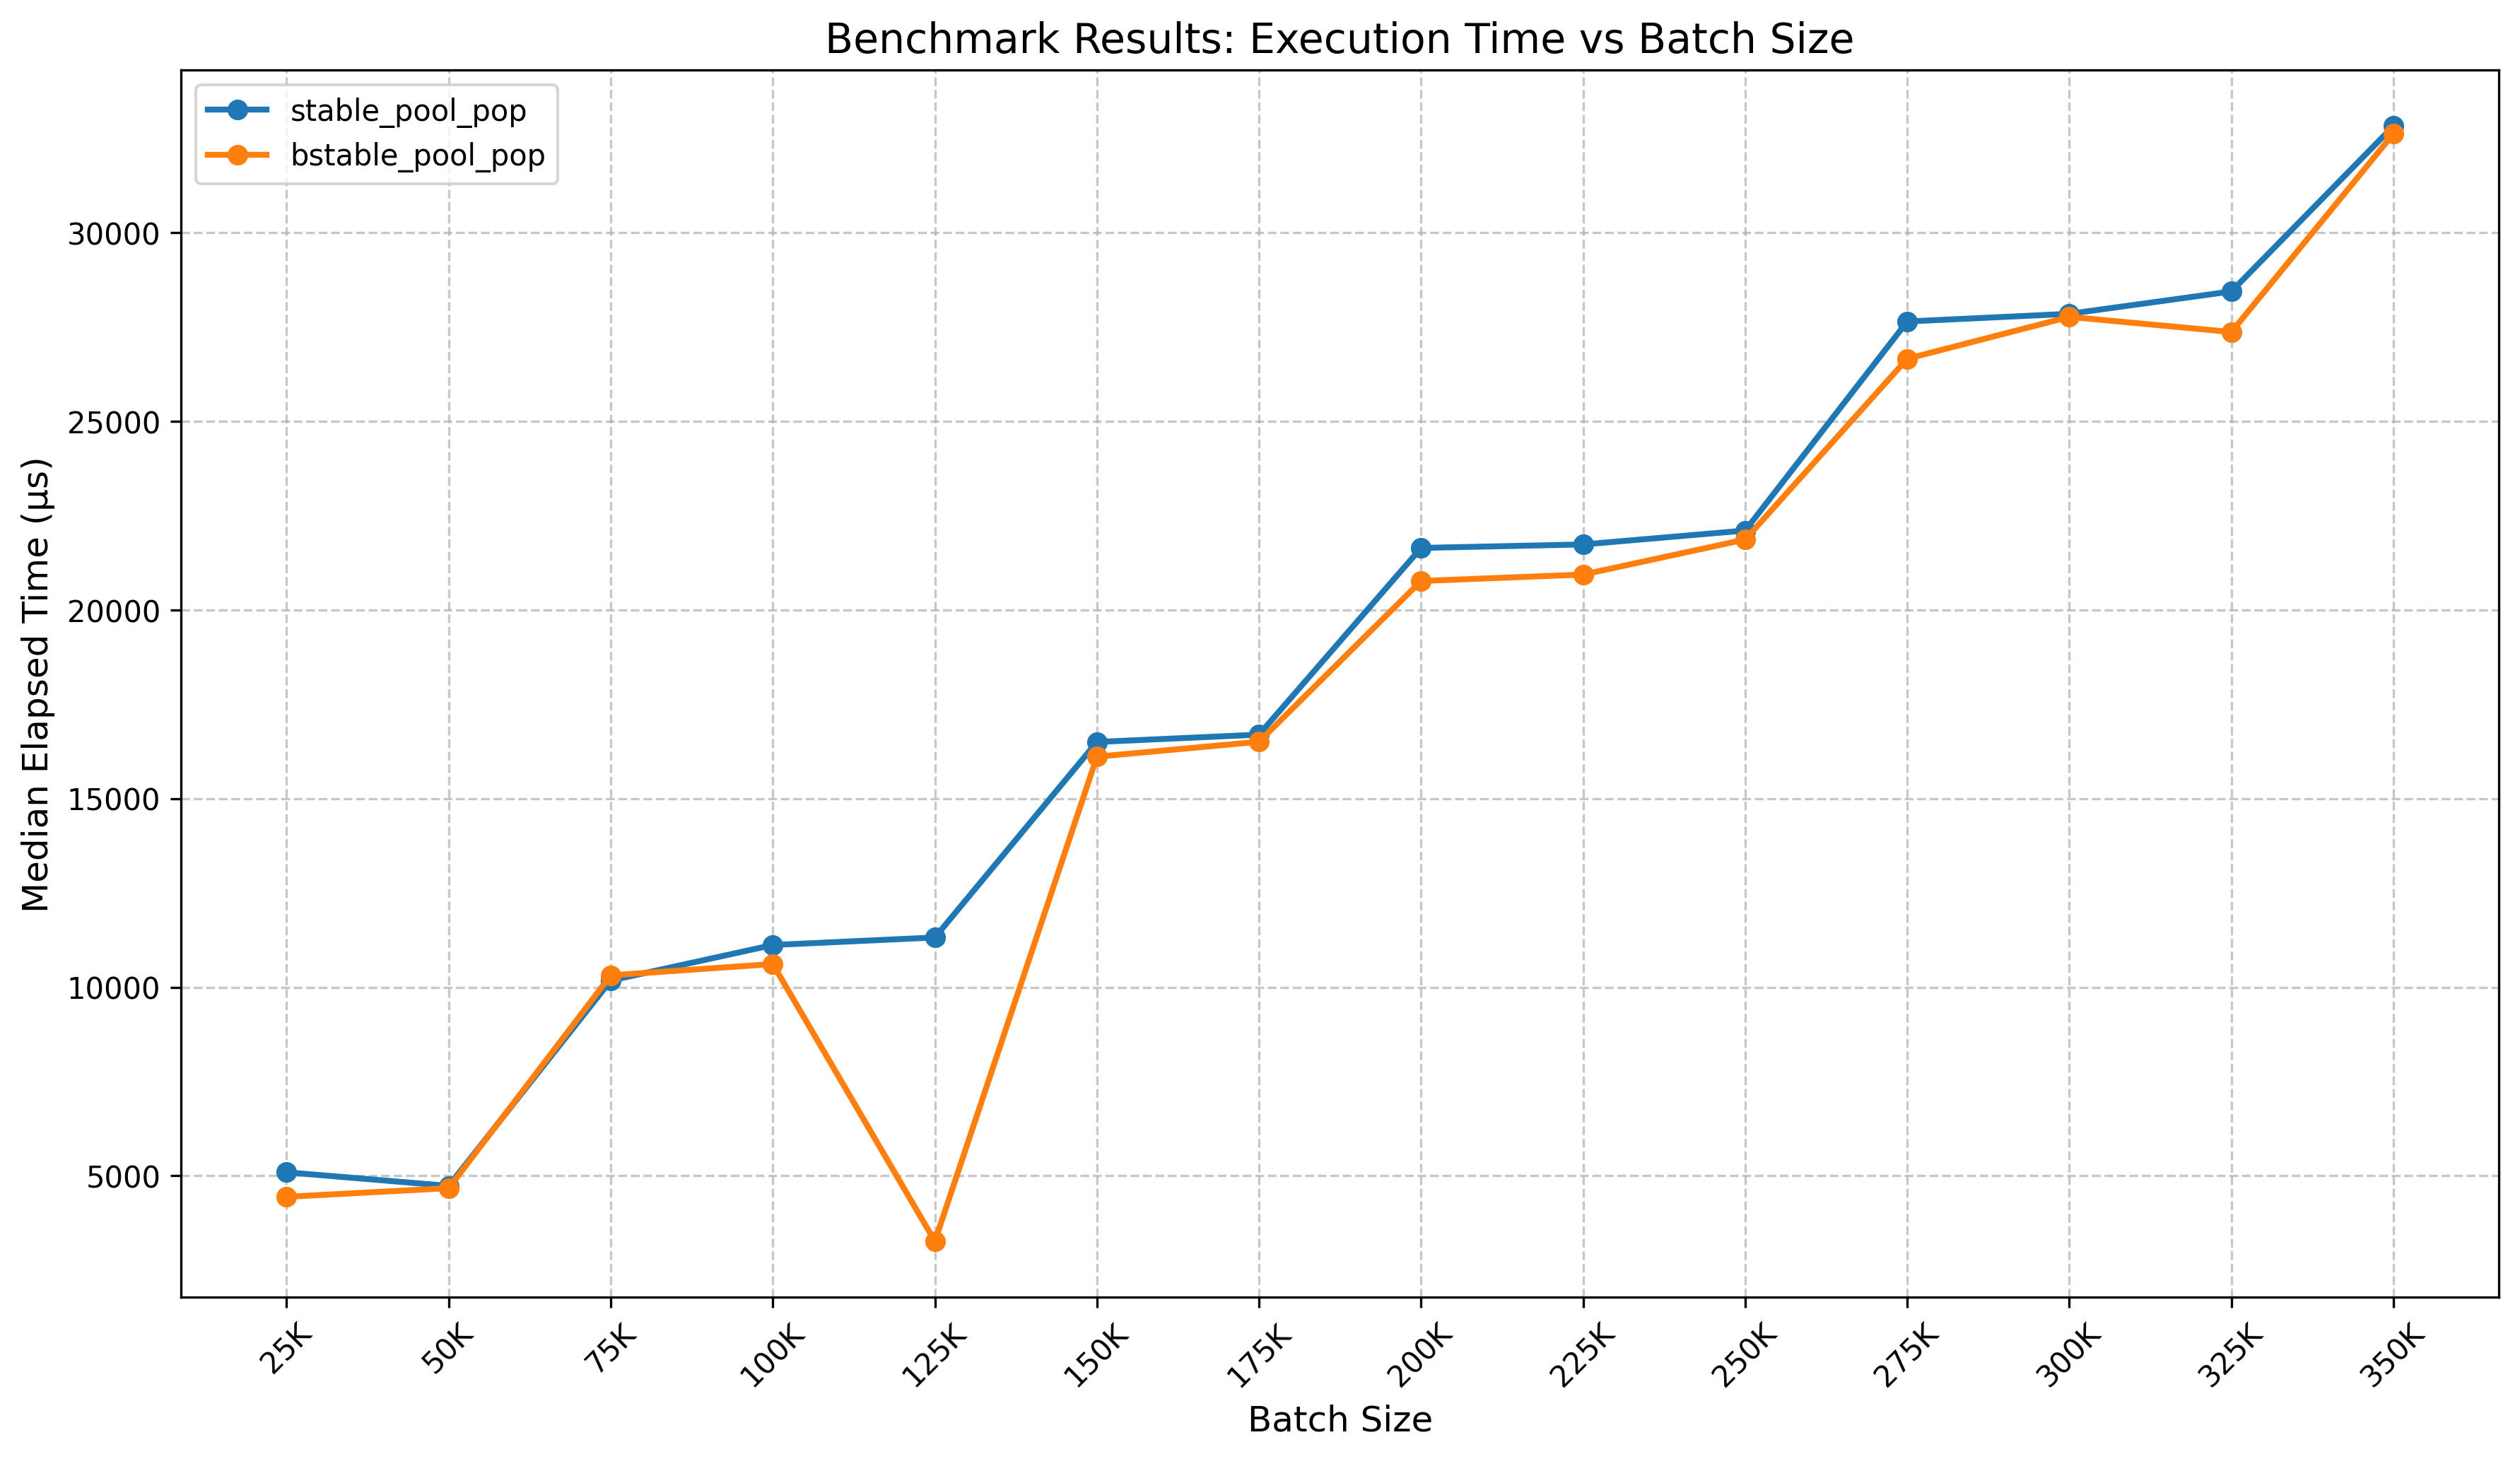 Benchmark Results: Execution Time vs Batch Size
stable_pool_pop
bstable_pool_pop
Median Elapsed Time (μs)
30000
25000
20000
15000
10000
5000
25K
50K
75K
100K
125K
150K
175K
200K
225K
250K
275K
300K
325K
350K
Batch Size